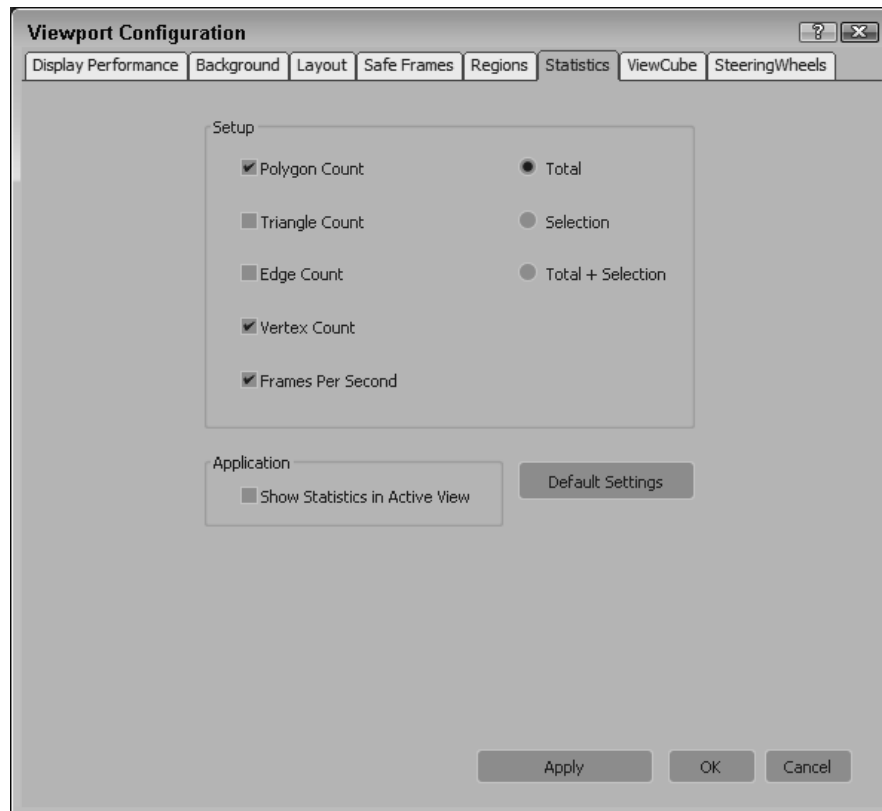 Viewport Configuration
Display Performance Background Layout Safe Frames Regions Statistics ViewCube SteeringWheels
Setup
Polygon Count Total
Triangle Count Selection
Edge Count Total + Selection
Vertex Count
Frames Per Second
Application
Show Statistics in Active View Default Settings
Apply OK Cancel